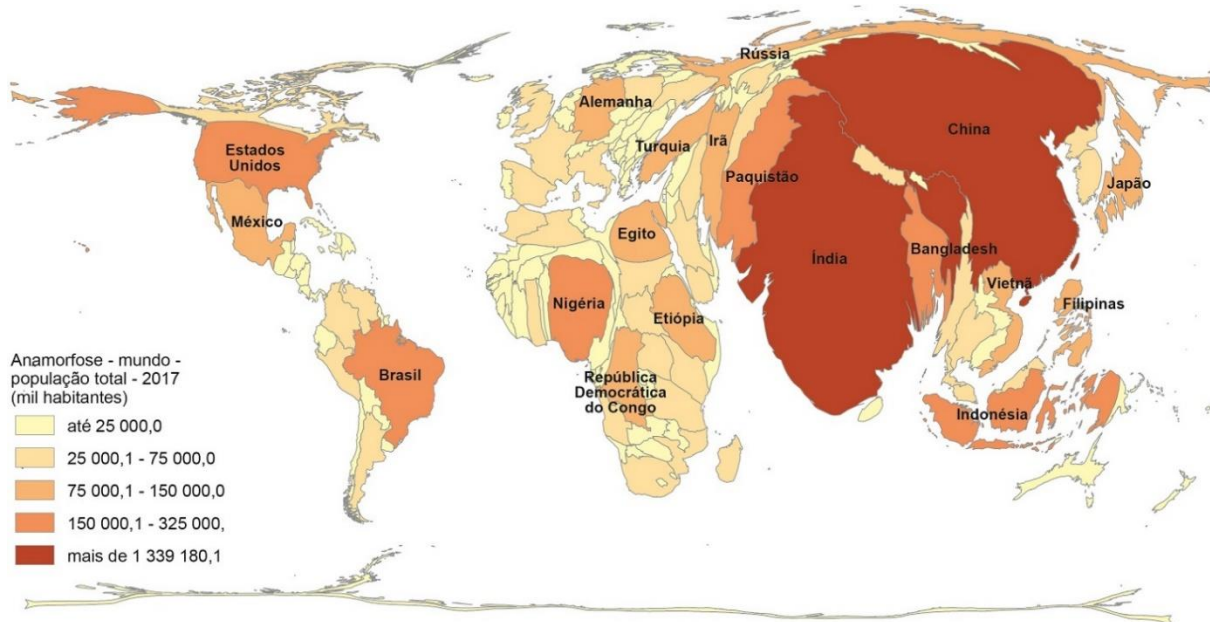 Rússia
Alemanha
China
Estados
Unidos
Turquia
Irã
Paquistão
Japão
México
Egito
Bangladesh
Índia
Vietnã
Nigéria
Etiópia
Filipinas
Brasil
República
Democrática
do Congo
Indonésia
Anamorfose - mundo -
população total - 2017
(mil habitantes)
até 25 000,0
25 000,1 - 75 000,0
75 000,1 - 150 000,0
150 000,1 - 325 000,
mais de 1 339 180,1